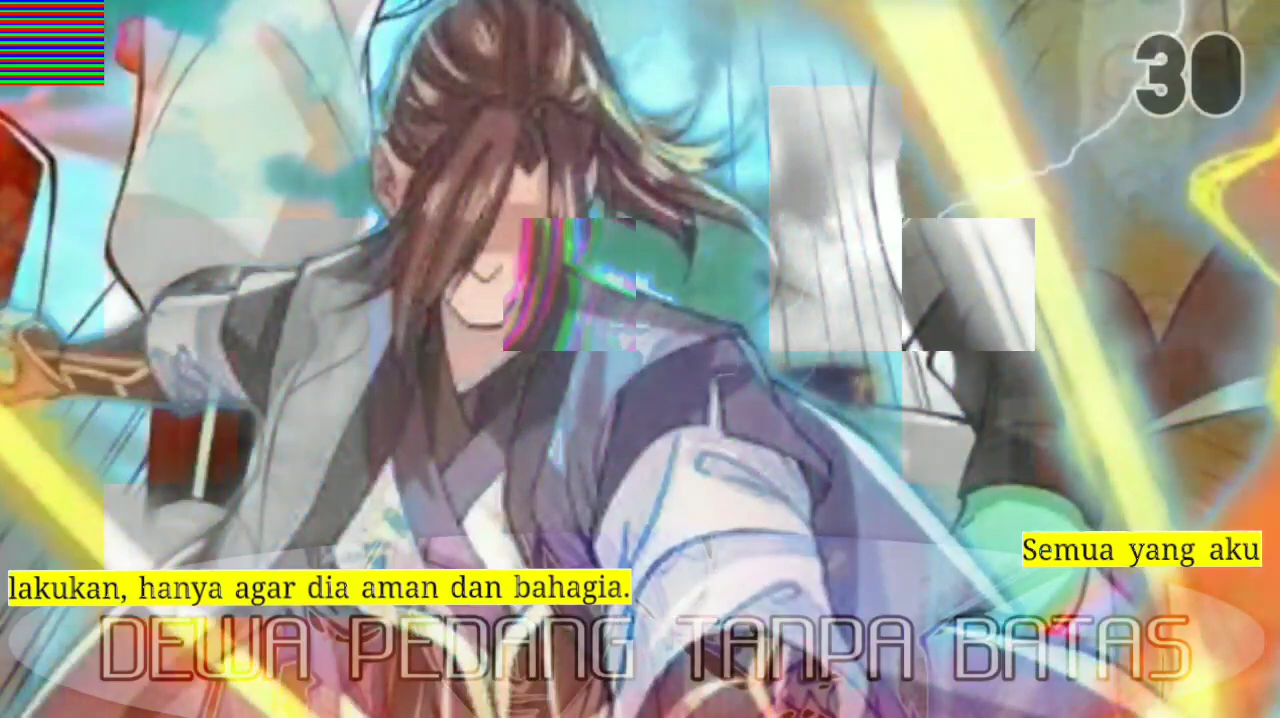 30
Semua yang aku
lakukan, hanya agar dia aman dan bahagia.
DEWA PEDANG TANPA BATAS